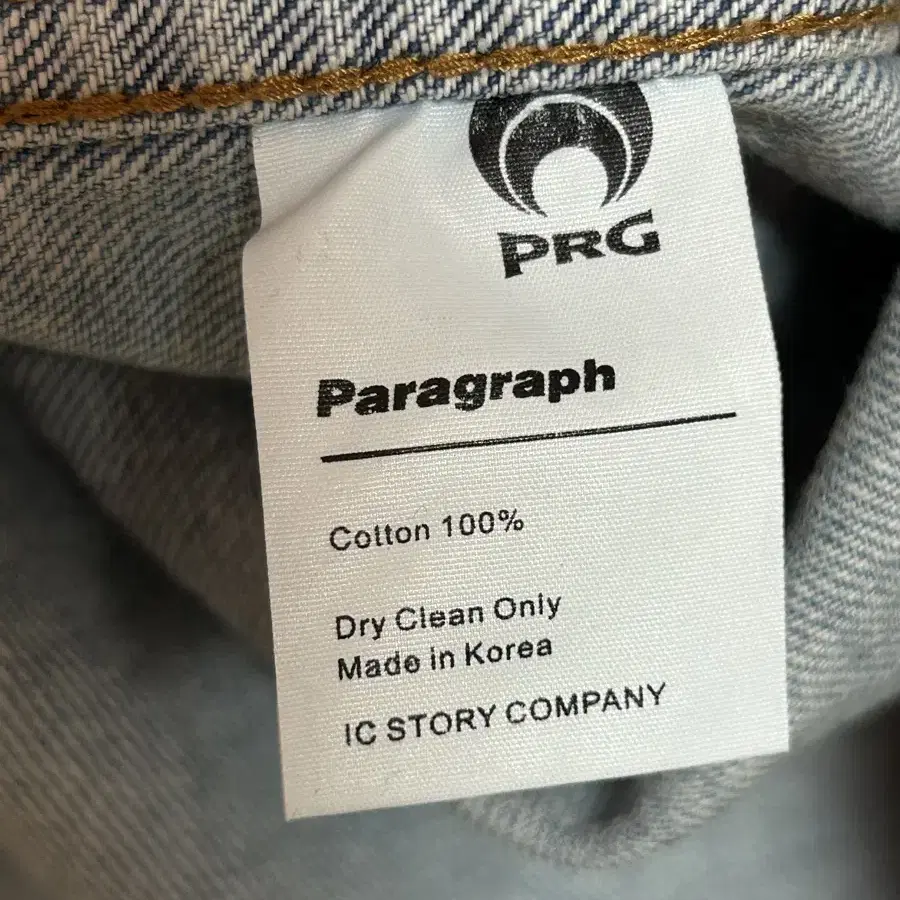 PRG
Paragraph
Cotton 100%
Dry Clean Only
Made in Korea
IC STORY COMPANY